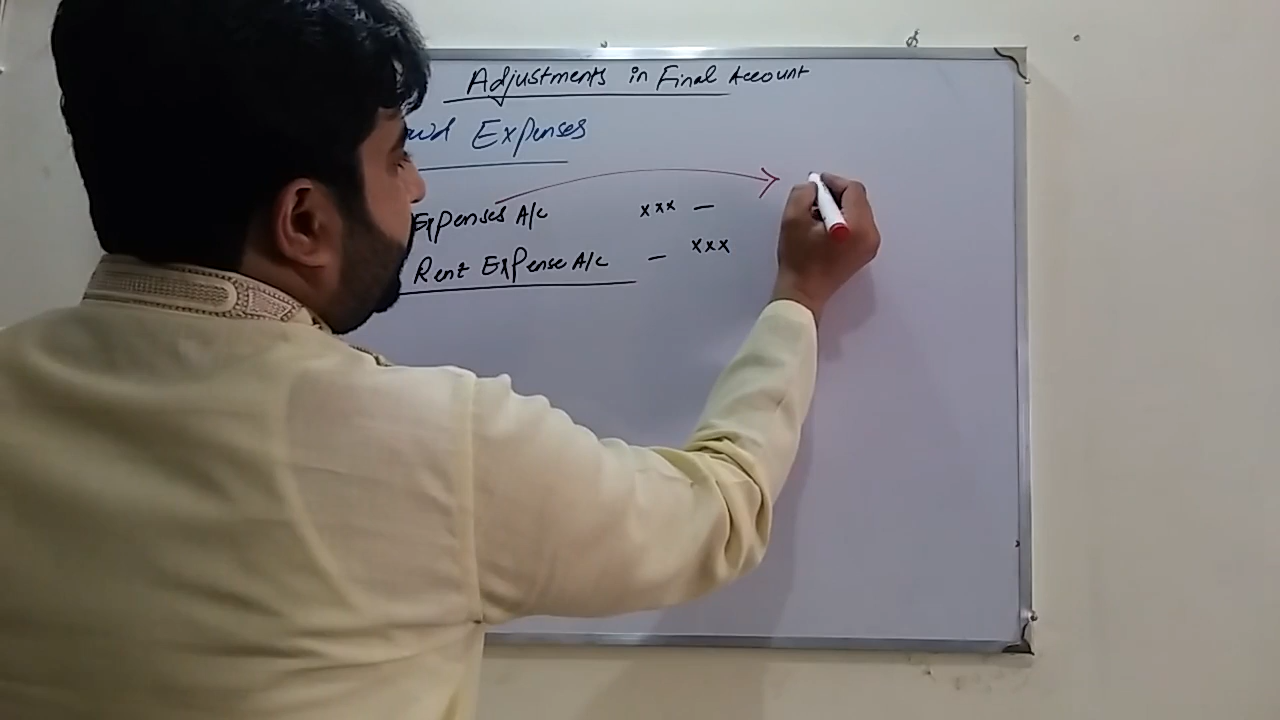 Adjustments in Final Account
Expenses
Expenses A/c xxx —
Rent Expense A/c — xxx